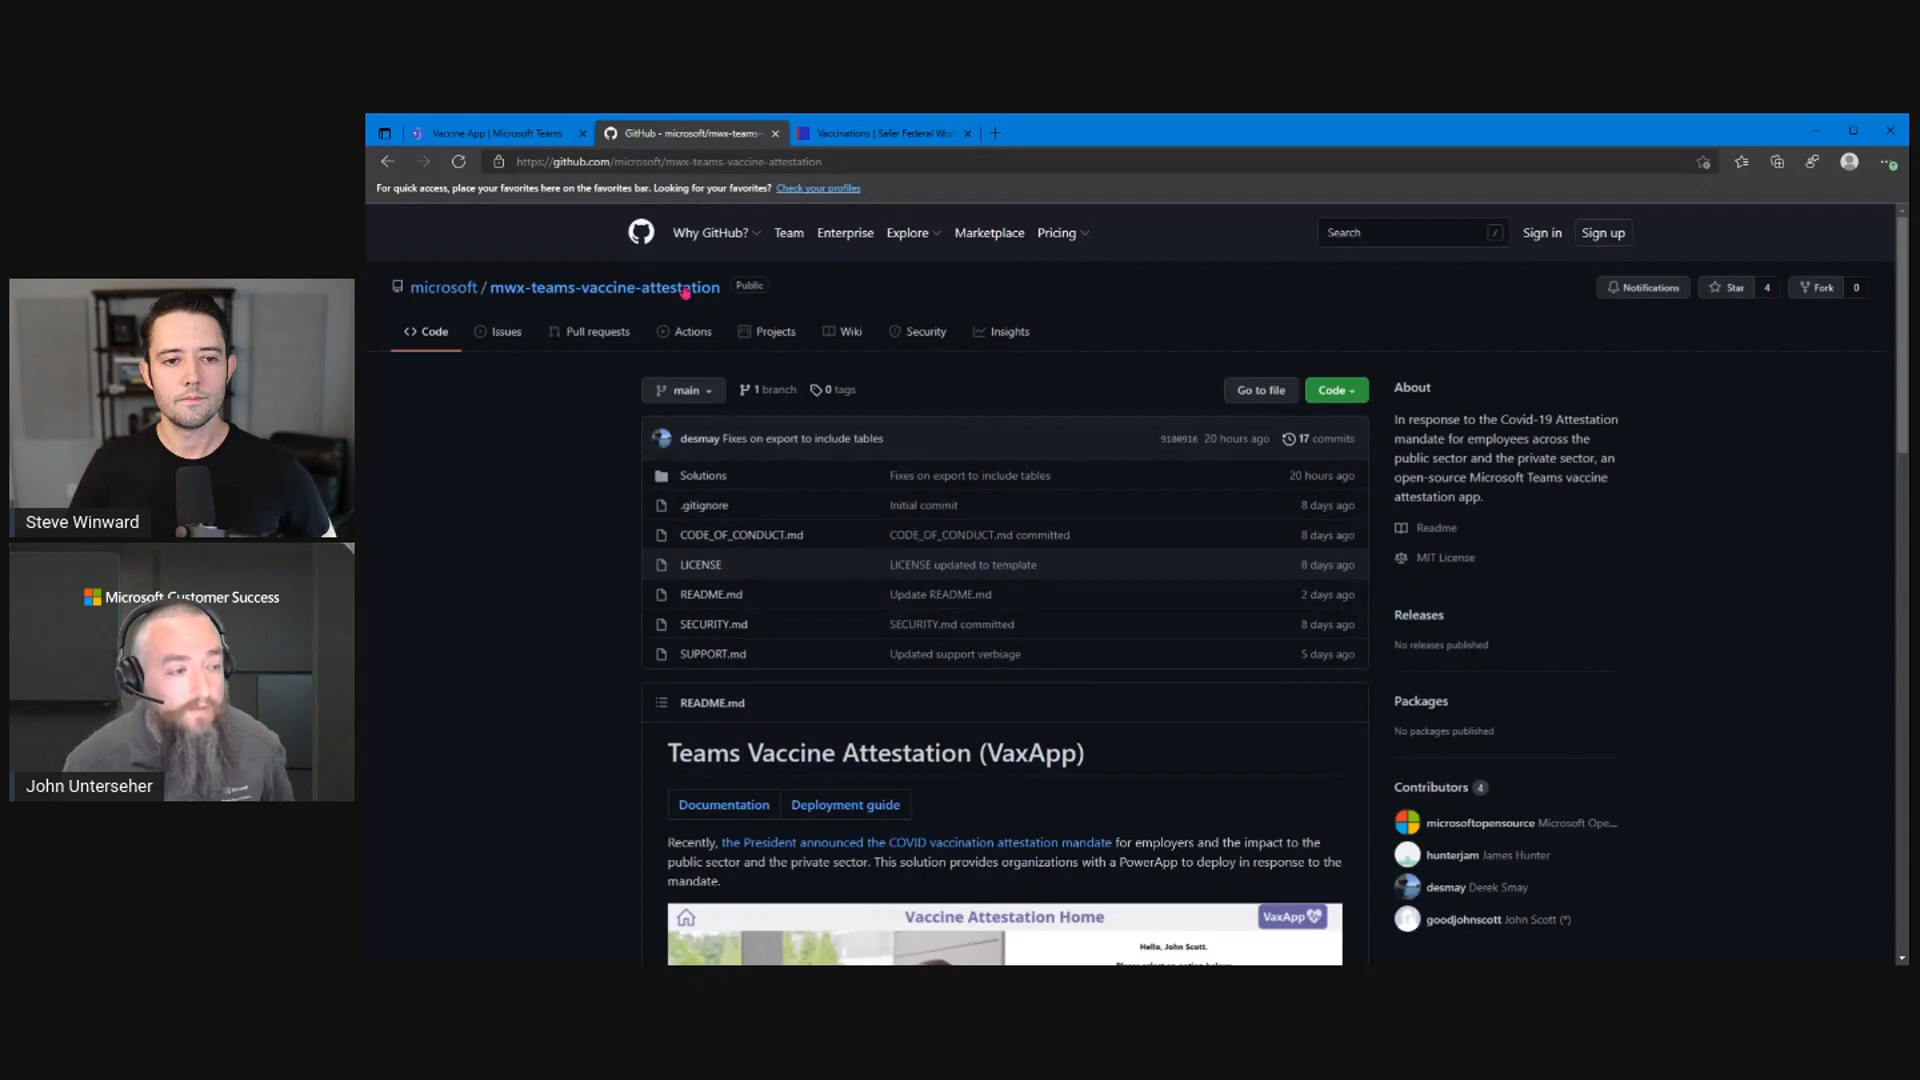 Vaccine App | Microsoft Teams
GitHub - microsoft/mwx-teams-
Vaccinations | Safer Federal Wor
https://github.com/microsoft/mwx-teams-vaccine-attestation
For quick access, place your favorites here on the favorites bar. Looking for your favorites? Check your profiles
Why GitHub? Team Enterprise Explore Marketplace Pricing
Search /
Sign in Sign up
microsoft / mwx-teams-vaccine-attestation Public
Notifications Star 4 Fork 0
Code Issues Pull requests Actions Projects Wiki Security Insights
main 1 branch 0 tags Go to file Code
desmay Fixes on export to include tables 9100916 20 hours ago 17 commits
Solutions Fixes on export to include tables 20 hours ago
.gitignore Initial commit 8 days ago
CODE_OF_CONDUCT.md CODE_OF_CONDUCT.md committed 8 days ago
LICENSE LICENSE updated to template 8 days ago
README.md Update README.md 2 days ago
SECURITY.md SECURITY.md committed 8 days ago
SUPPORT.md Updated support verbiage 5 days ago
README.md
Teams Vaccine Attestation (VaxApp)
Documentation Deployment guide
Recently, the President announced the COVID vaccination attestation mandate for employers and the impact to the
public sector and the private sector. This solution provides organizations with a PowerApp to deploy in response to the
mandate.
Vaccine Attestation Home
VaxApp
Hello, John Scott.
About
In response to the Covid-19 Attestation
mandate for employees across the
public sector and the private sector, an
open-source Microsoft Teams vaccine
attestation app.
Readme
MIT License
Releases
No releases published
Packages
No packages published
Contributors 4
microsoftopensource Microsoft Ope...
hunterjam James Hunter
desmay Derek Smay
goodjohnscott John Scott (*)
Steve Winward
Microsoft Customer Success
John Unterseher